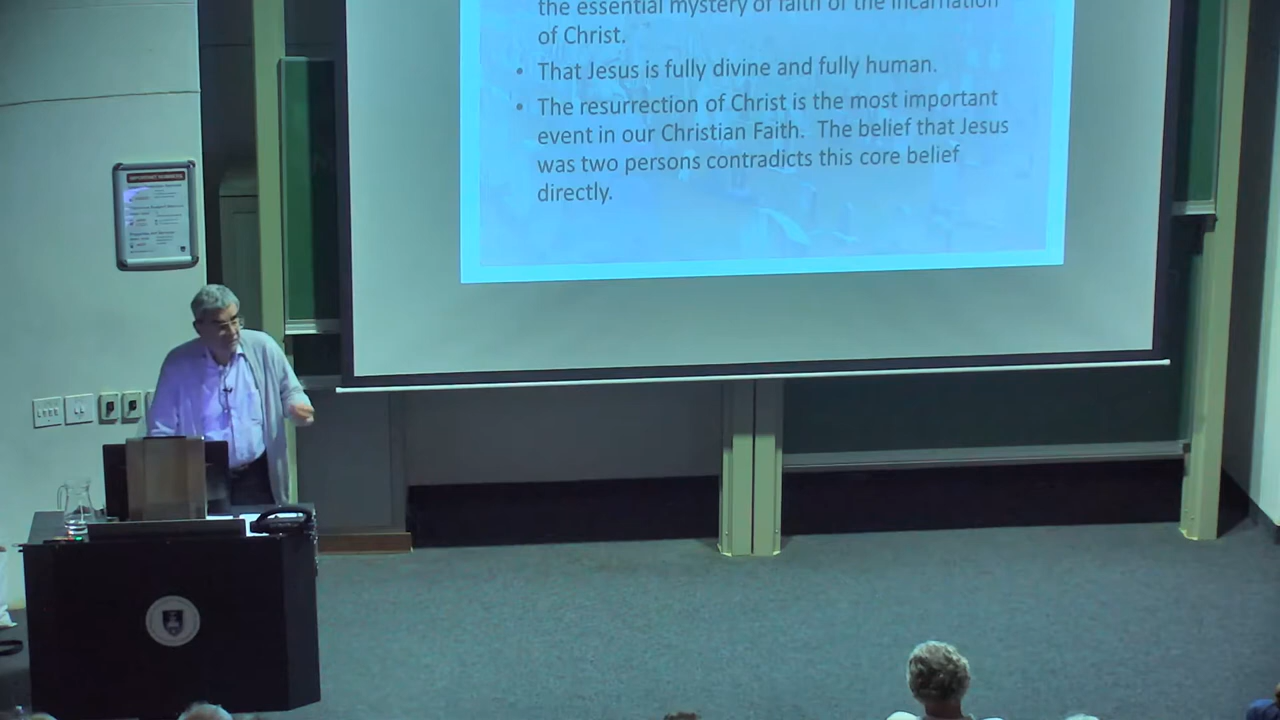 the essential mystery of faith of the incarnation
of Christ.
• That Jesus is fully divine and fully human.
• The resurrection of Christ is the most important
event in our Christian Faith. The belief that Jesus
was two persons contradicts this core belief
directly.
IMPORTANT NUMBERS